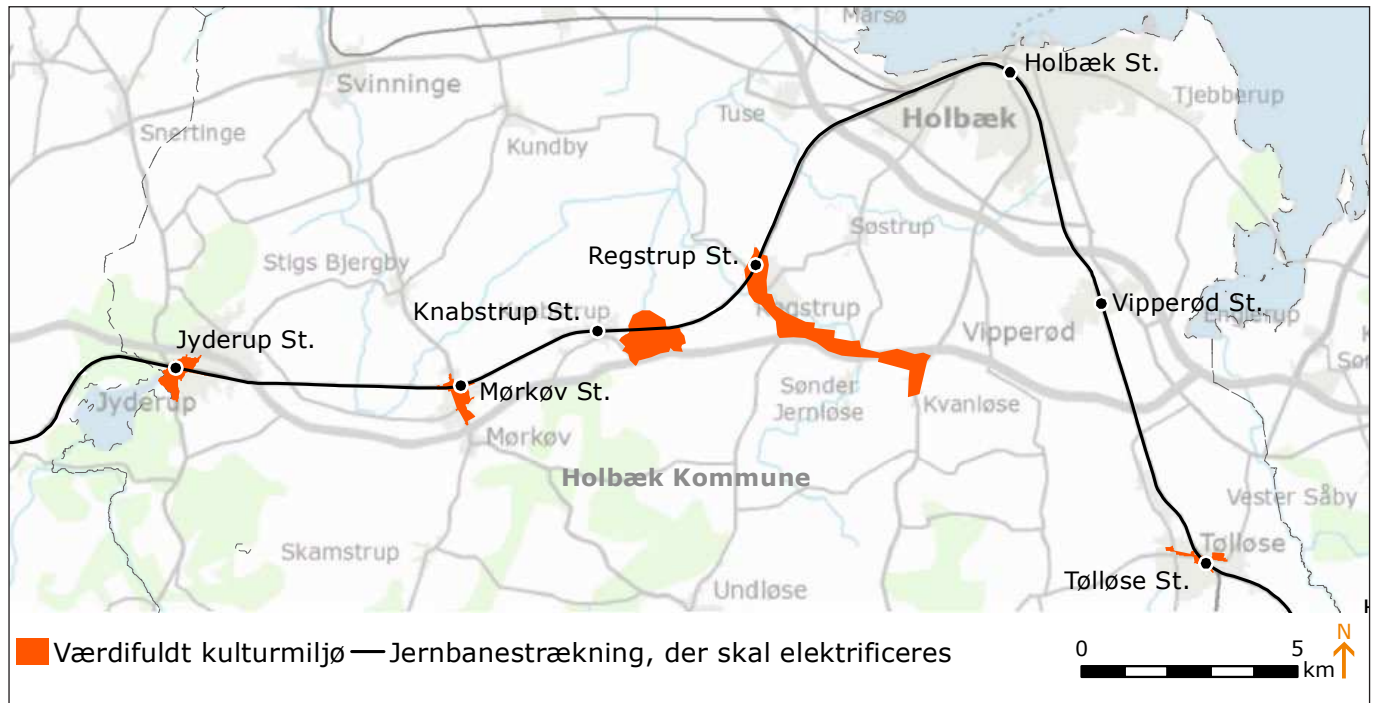 Mårsø
Holbæk St.
Svinninge
Tjebberup
Tuse
Holbæk
Snertinge
Kundby
Søstrup
Stigs Bjergby
Regstrup St.
Knabstrup St.
Regstrup
Vipperød St.
Vipperød
Jyderup St.
Sønder
Jernløse
Mørkøv St.
Jyderup
Kvanløse
Mørkøv
Holbæk Kommune
Vester Såby
Skamstrup
Tølløse
Tølløse St.
Undløse
Værdifuldt kulturmiljø
Jernbanestrækning, der skal elektrificeres
0 5
km
N